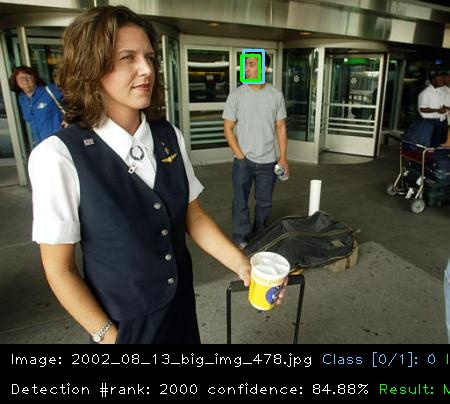 Image: 2002_08_13_big_img_478.jpg Class [0/1]: 0 I
Detection #rank: 2000 confidence: 84.88% Result: M